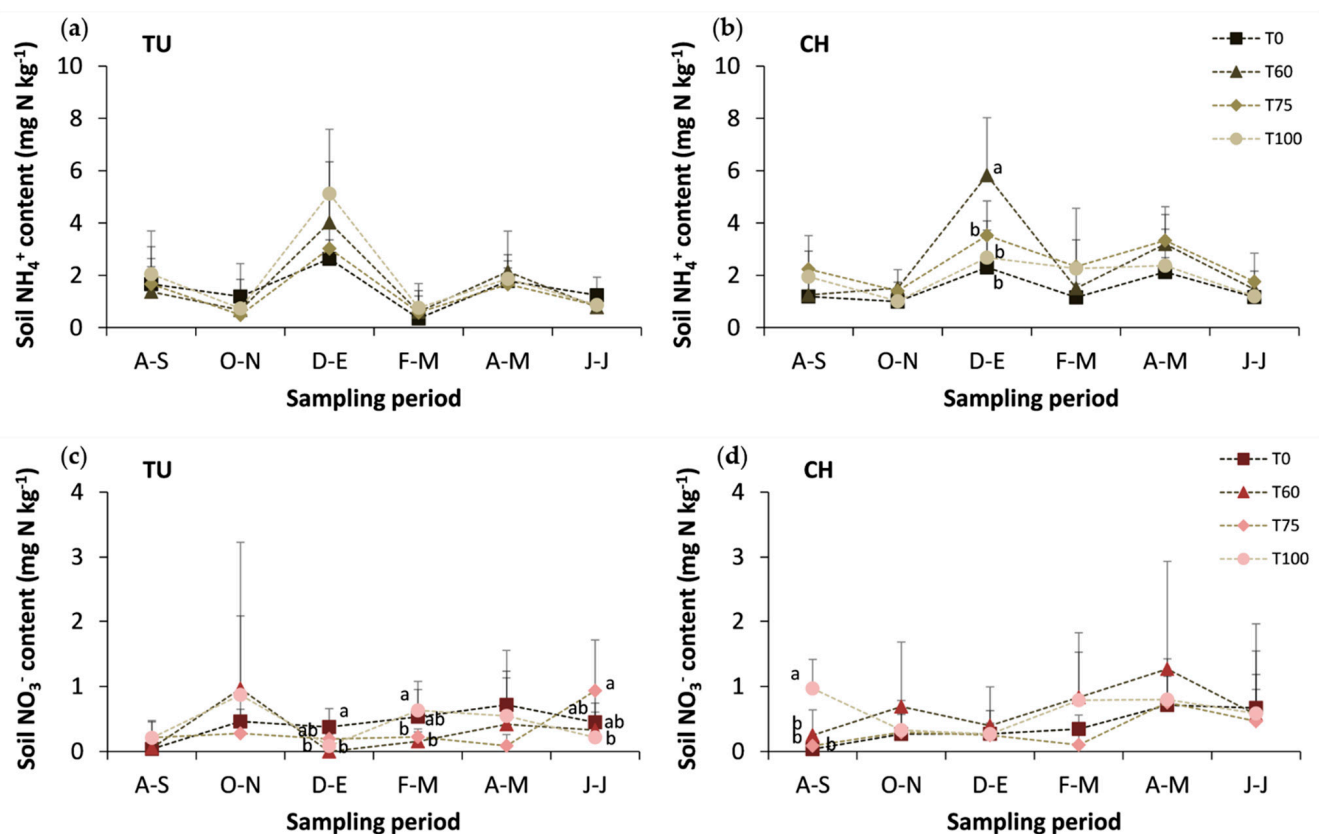 (a)
TU
Soil NH₄⁺ content (mg N kg⁻¹)
10
8
6
4
2
0
A-S O-N D-E F-M A-M J-J
Sampling period
(b)
CH
T0
T60
T75
T100
Soil NH₄⁺ content (mg N kg⁻¹)
10
8
6
4
2
0
a
b
b
b
A-S O-N D-E F-M A-M J-J
Sampling period
(c)
TU
Soil NO₃⁻ content (mg N kg⁻¹)
4
3
2
1
0
a
ab
b
b
a
ab
b
b
a
ab
ab
b
A-S O-N D-E F-M A-M J-J
Sampling period
(d)
CH
T0
T60
T75
T100
Soil NO₃⁻ content (mg N kg⁻¹)
4
3
2
1
0
a
b
b
b
A-S O-N D-E F-M A-M J-J
Sampling period